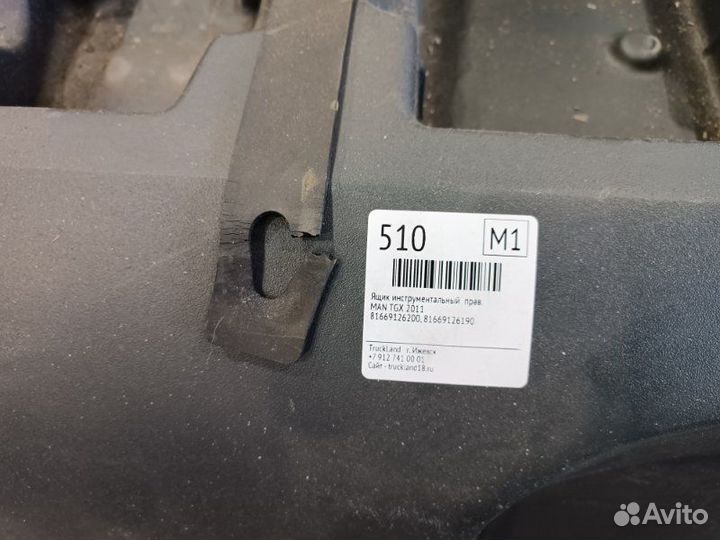 510
M1
Ящик инструментальный прав.
MAN TGX 2011
81669126200, 81669126190
TruckLand г. Ижевск
+7 912 741 00 01
Сайт - truckland18.ru
Avito